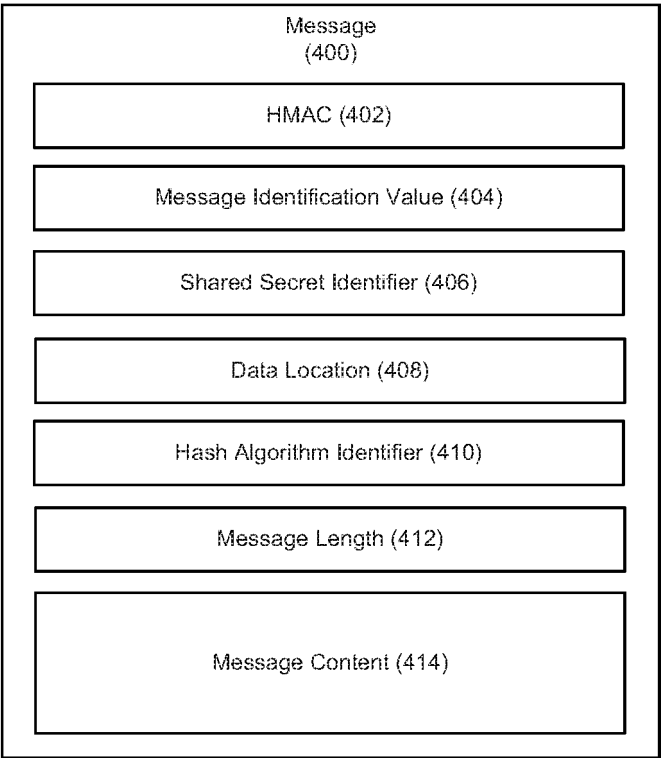 Message
(400)
HMAC (402)
Message Identification Value (404)
Shared Secret Identifier (406)
Data Location (408)
Hash Algorithm Identifier (410)
Message Length (412)
Message Content (414)